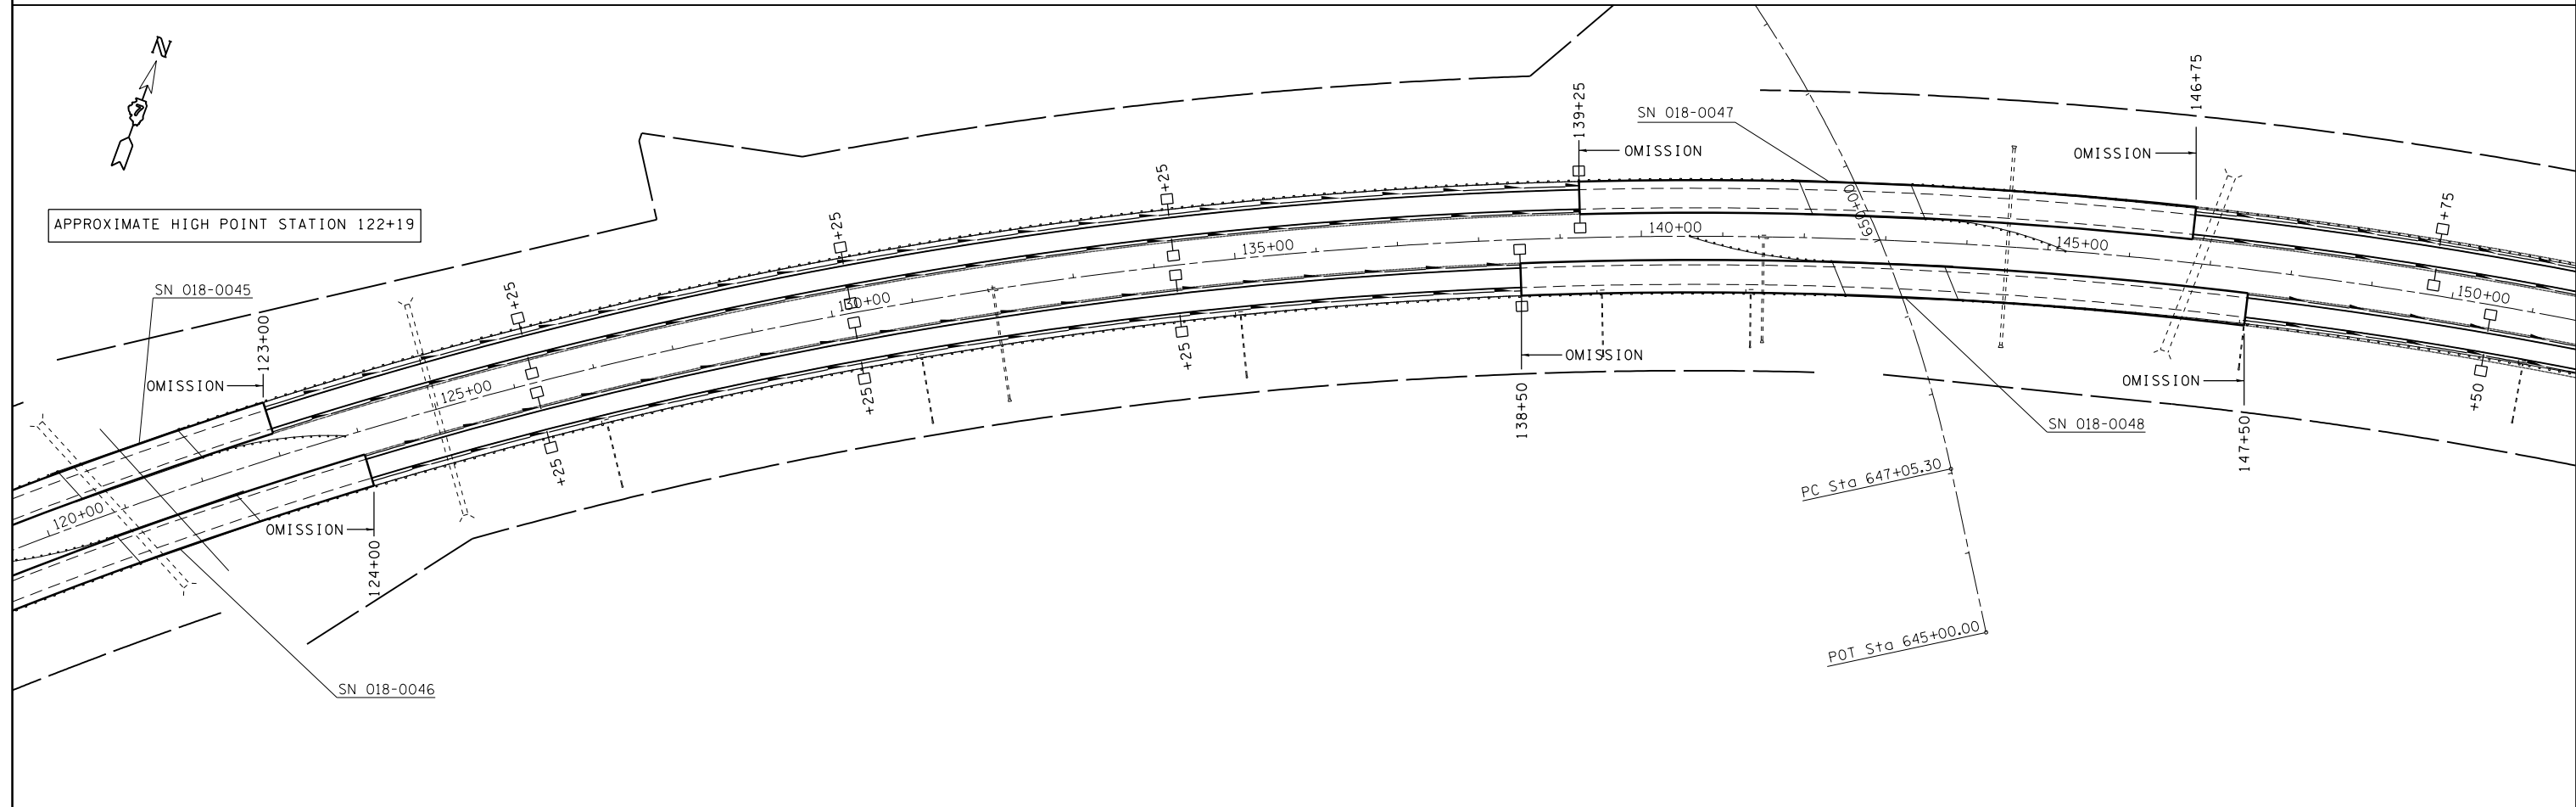 N
APPROXIMATE HIGH POINT STATION 122+19
SN 018-0045
123+00
OMISSION
+25
+25
+25
139+25
OMISSION
SN 018-0047
146+75
OMISSION
+75
120+00
125+00
130+00
135+00
140+00
650+00
145+00
150+00
OMISSION
124+00
+25
+25
+25
138+50
OMISSION
OMISSION
147+50
+50
SN 018-0046
SN 018-0048
PC Sta 647+05.30
POT Sta 645+00.00